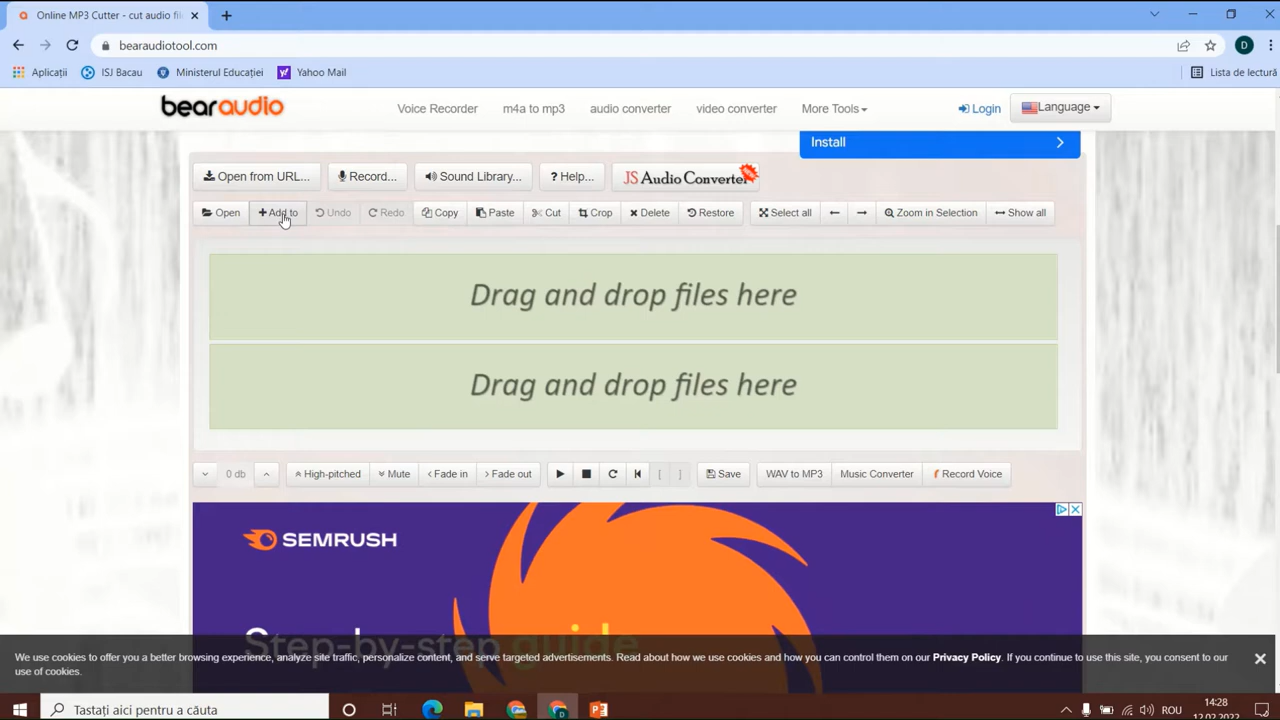 Online MP3 Cutter - cut audio fil
bearaudiotool.com
D
Aplicații
ISJ Bacau
Ministerul Educației
Yahoo Mail
Lista de lectură
bearaudio
Voice Recorder
m4a to mp3
audio converter
video converter
More Tools
Login
Language
Install
Open from URL...
Record...
Sound Library...
? Help...
JS Audio Converter
Open
Add to
Undo
Redo
Copy
Paste
Cut
Crop
Delete
Restore
Select all
Zoom in Selection
Show all
Drag and drop files here
Drag and drop files here
0 db
High-pitched
Mute
Fade in
Fade out
[ ]
Save
WAV to MP3
Music Converter
Record Voice
SEMRUSH
Step-by-step guide
We use cookies to offer you a better browsing experience, analyze site traffic, personalize content, and serve targeted advertisements. Read about how we use cookies and how you can control them on our Privacy Policy. If you continue to use this site, you consent to our
use of cookies.
Tastați aici pentru a căuta
ROU
14:28
12.02.2022